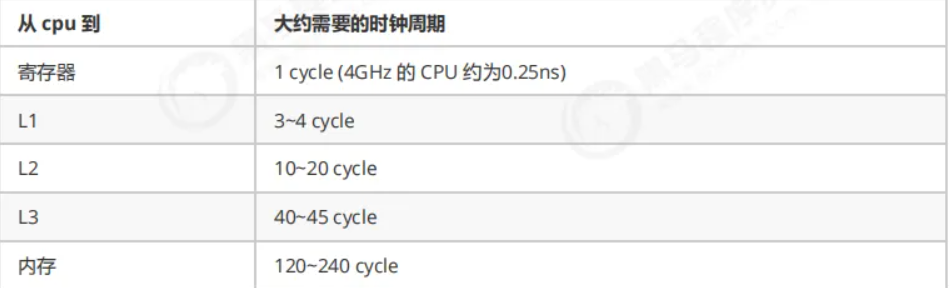 从 cpu 到 大约需要的时钟周期
寄存器 1 cycle (4GHz 的 CPU 约为0.25ns)
L1 3~4 cycle
L2 10~20 cycle
L3 40~45 cycle
内存 120~240 cycle